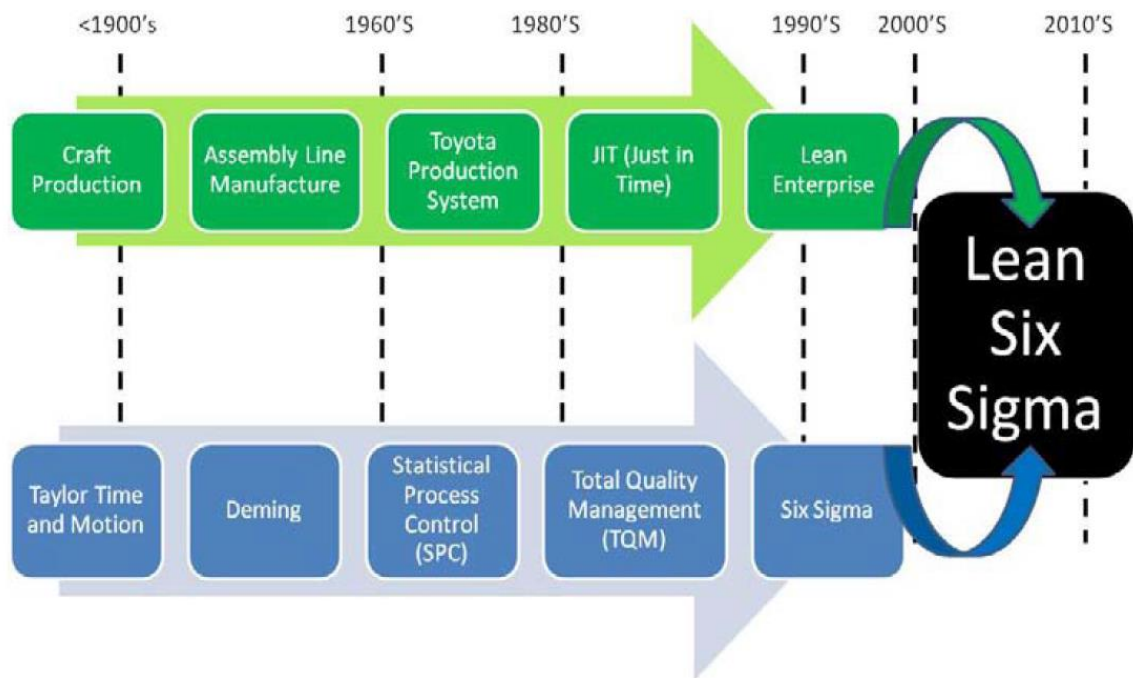 <1900's
1960'S
1980'S
1990'S
2000'S
2010'S
Craft
Production
Assembly Line
Manufacture
Toyota
Production
System
JIT (Just in
Time)
Lean
Enterprise
Lean
Six
Sigma
Taylor Time
and Motion
Deming
Statistical
Process
Control
(SPC)
Total Quality
Management
(TQM)
Six Sigma